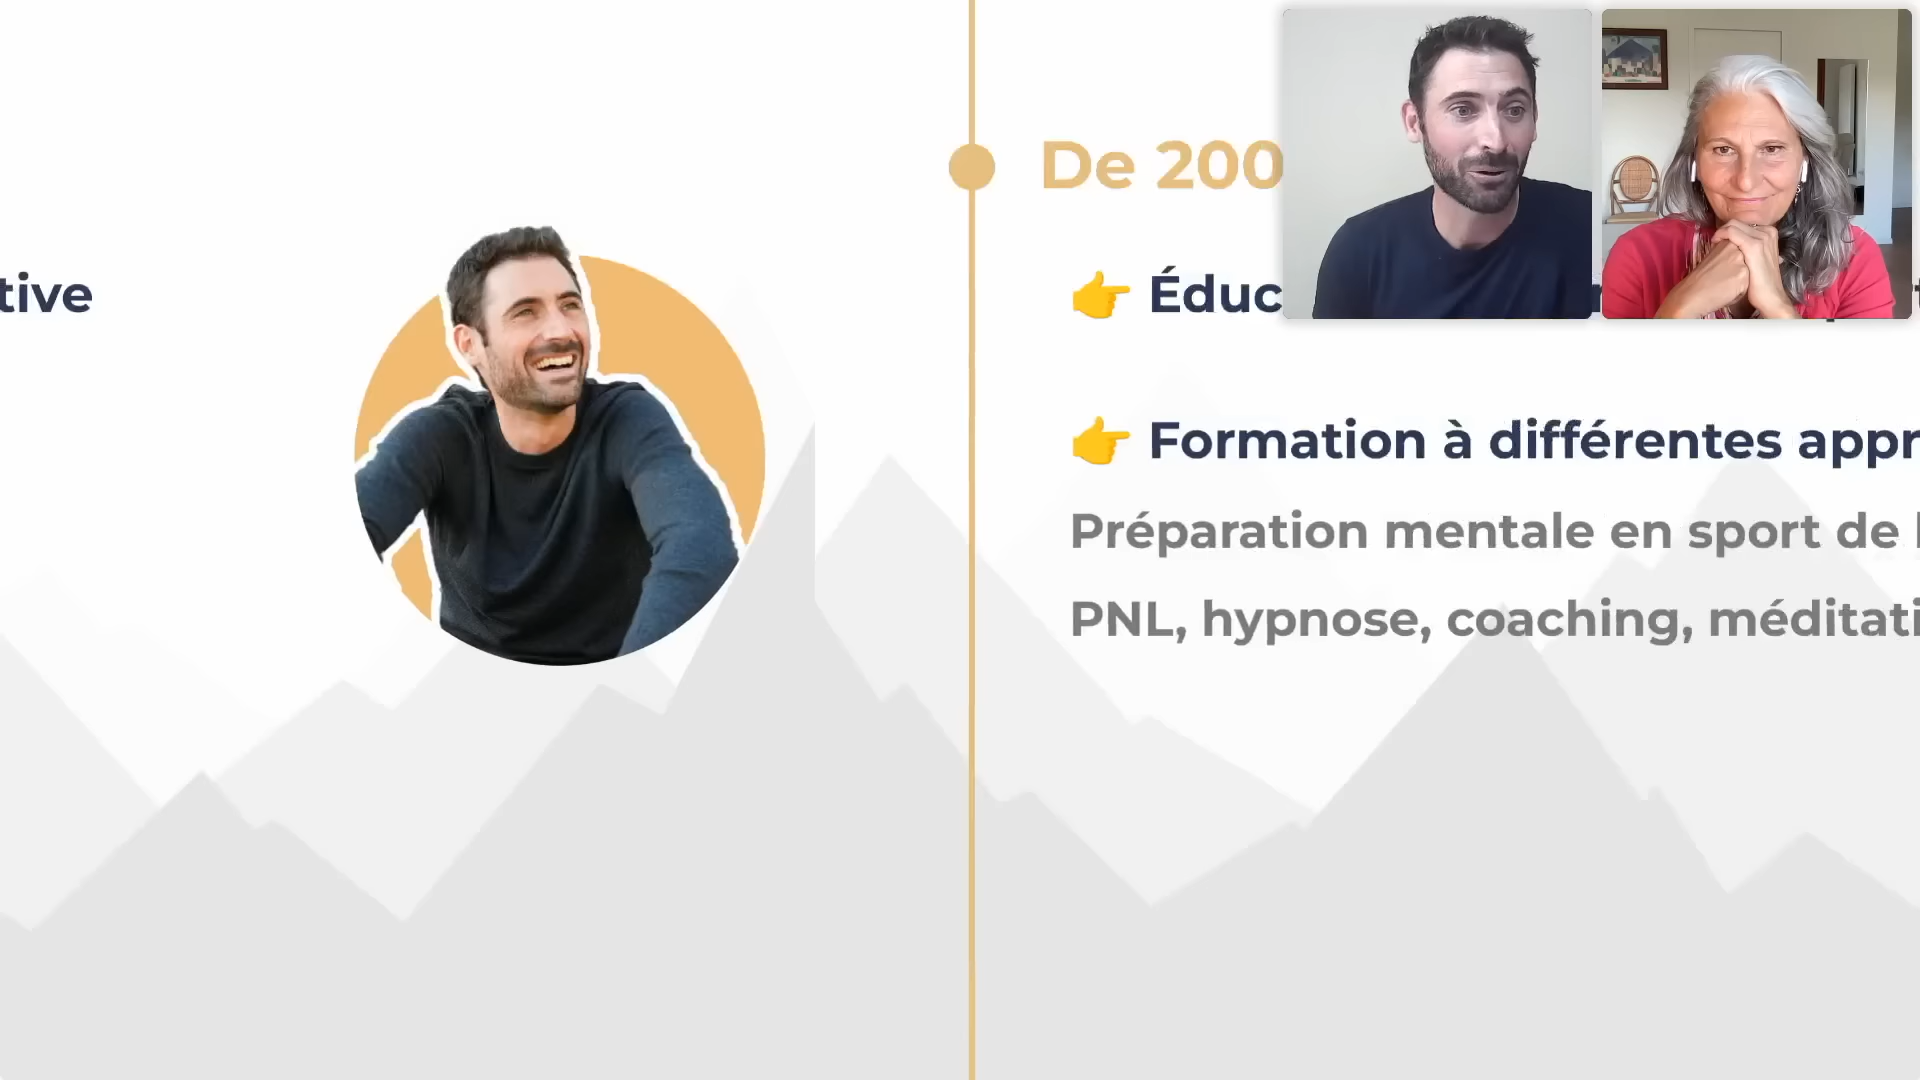 tive
De 200
Éduc
Formation à différentes appr
Préparation mentale en sport de
PNL, hypnose, coaching, méditati